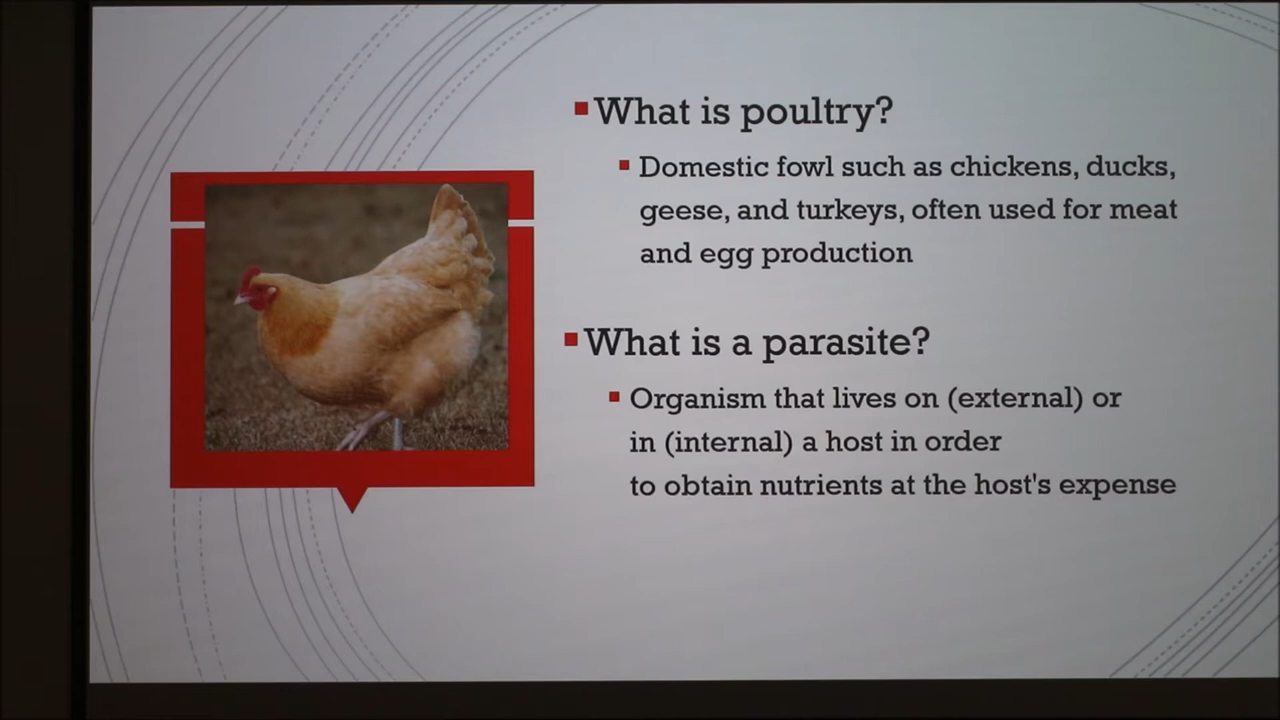 What is poultry?
Domestic fowl such as chickens, ducks,
geese, and turkeys, often used for meat
and egg production
What is a parasite?
Organism that lives on (external) or
in (internal) a host in order
to obtain nutrients at the host's expense